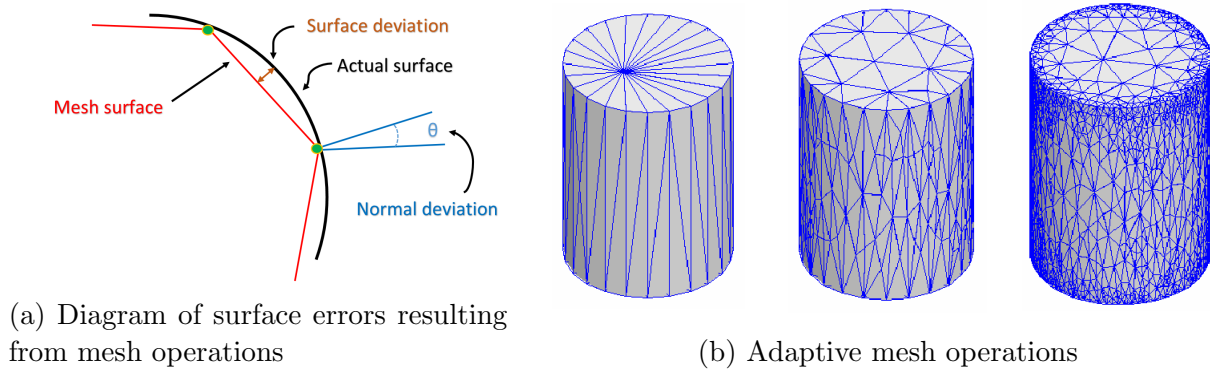 Surface deviation
Actual surface
Mesh surface
θ
Normal deviation
(a) Diagram of surface errors resulting
from mesh operations
(b) Adaptive mesh operations